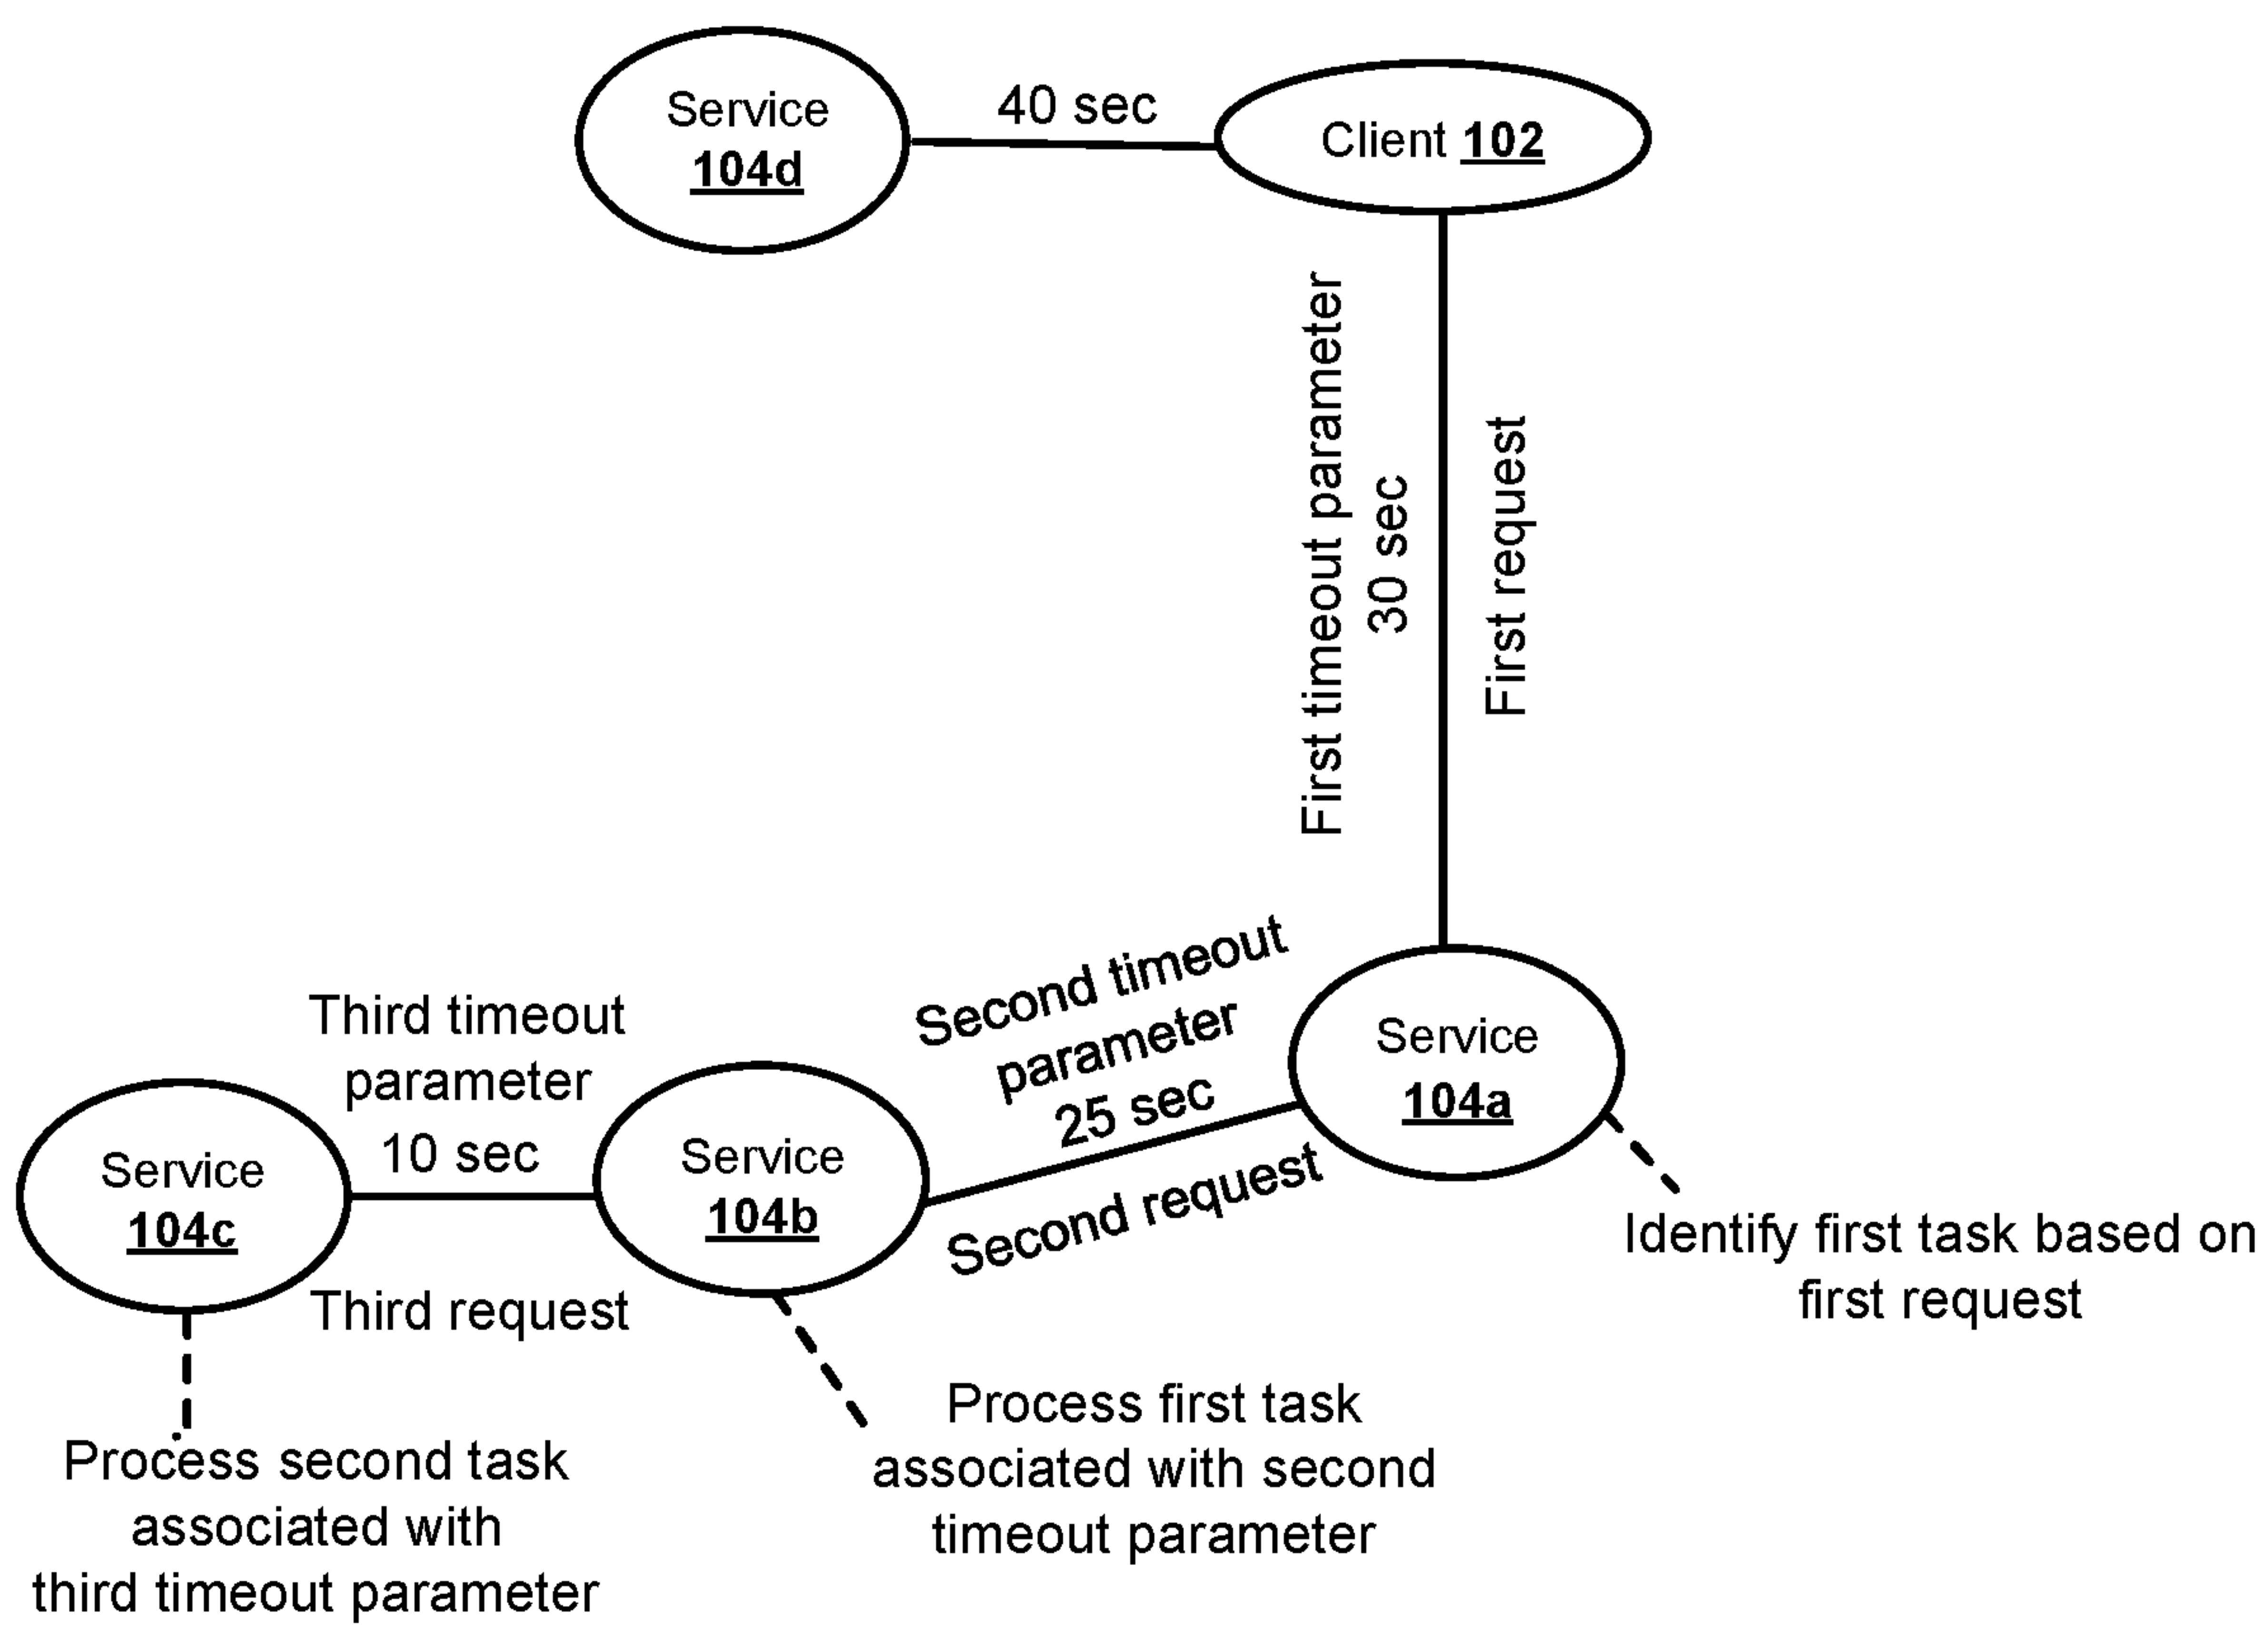 Service
104d
40 sec
Client 102
First timeout parameter
30 sec
First request
Second timeout
parameter
25 sec
Second request
Service
104a
Identify first task based on
first request
Third timeout
parameter
10 sec
Third request
Service
104b
Process first task
associated with second
timeout parameter
Service
104c
Process second task
associated with
third timeout parameter